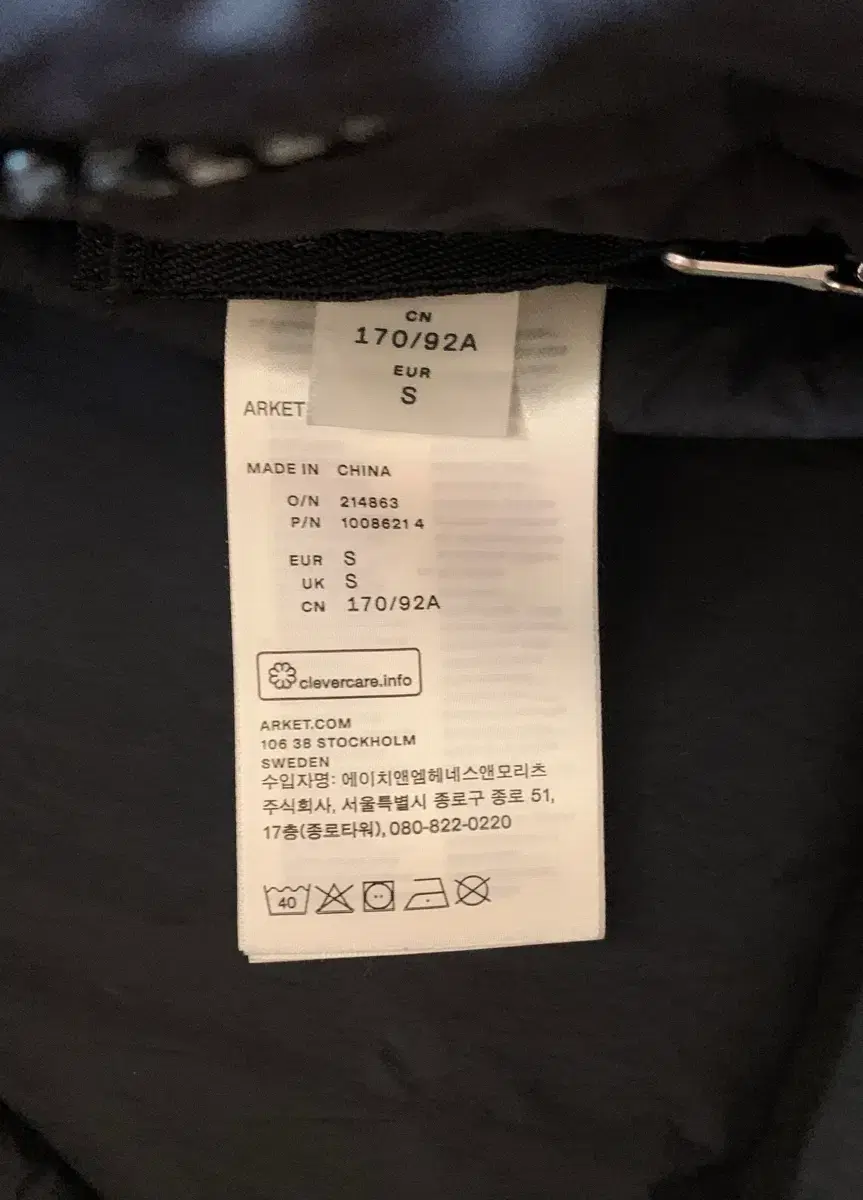 CN
170/92A
EUR
S
ARKET
MADE IN CHINA
O/N 214863
P/N 1008621 4
EUR S
UK S
CN 170/92A
clevercare.info
ARKET.COM
106 38 STOCKHOLM
SWEDEN
수입자명: 에이치앤엠헤네스앤모리츠
주식회사, 서울특별시 종로구 종로 51,
17층(종로타워), 080-822-0220
40